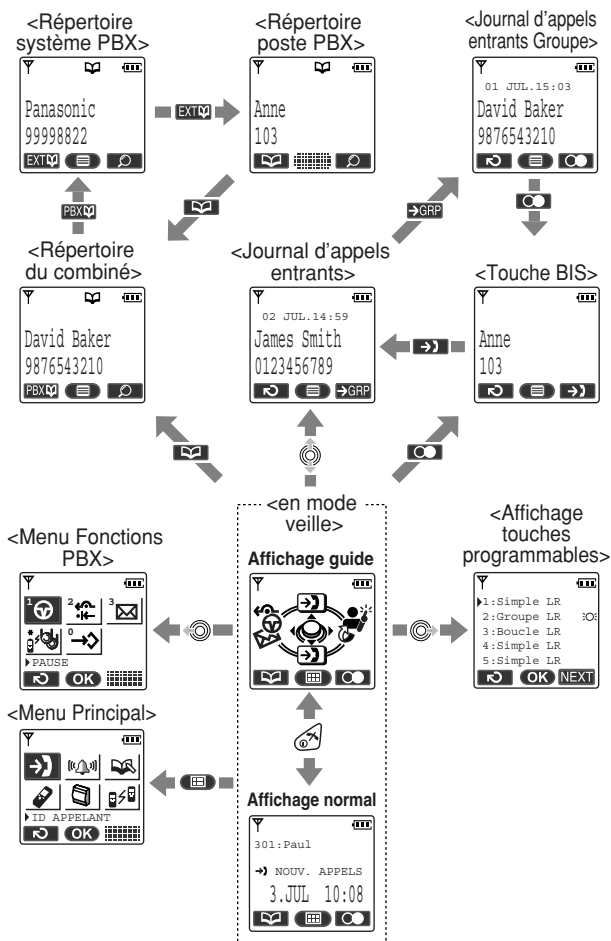 <Répertoire
système PBX>
Panasonic
99998822
EXT
EXT
<Répertoire
poste PBX>
Anne
103
<Journal d'appels
entrants Groupe>
01 JUL.15:03
David Baker
9876543210
PBX
➔GRP
<Répertoire
du combiné>
David Baker
9876543210
PBX
<Journal d'appels
entrants>
02 JUL.14:59
James Smith
0123456789
➔GRP
<Touche BIS>
Anne
103
<en mode
veille>
<Menu Fonctions
PBX>
1
2
3
*
0
PAUSE
OK
Affichage guide
<Affichage
touches
programmables>
1:Simple LR
2:Groupe LR
3:Boucle LR
4:Simple LR
5:Simple LR
OK NEXT
<Menu Principal>
ID APPELANT
OK
Affichage normal
301:Paul
NOUV. APPELS
3.JUL 10:08